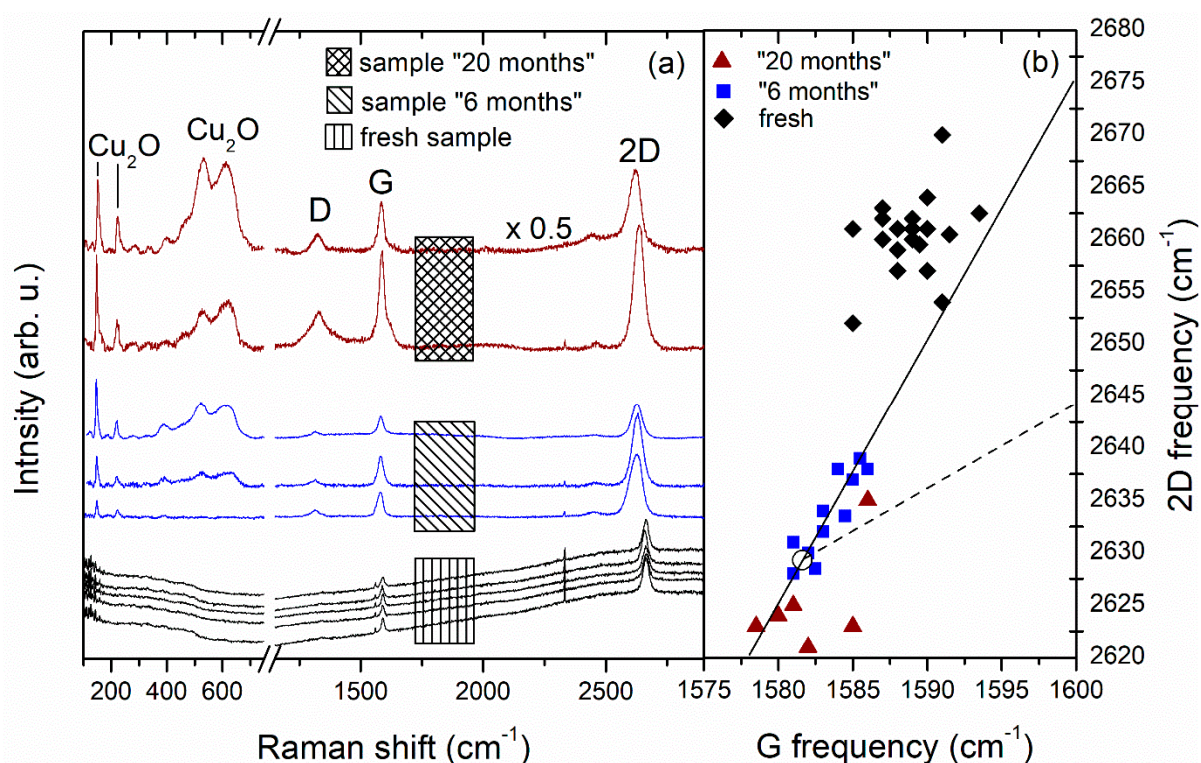 sample "20 months"
sample "6 months"
fresh sample
(a)
Cu₂O
Cu₂O
D
G
2D
x 0.5
Intnsity (arb. u.)
200 400 600 1500 2000 2500
Raman shift (cm⁻¹)
"20 months"
"6 months"
fresh
(b)
2680
2675
2670
2665
2660
2655
2650
2645
2640
2635
2630
2625
2620
2D frequency (cm⁻¹)
1575 1580 1585 1590 1595 1600
G frequency (cm⁻¹)